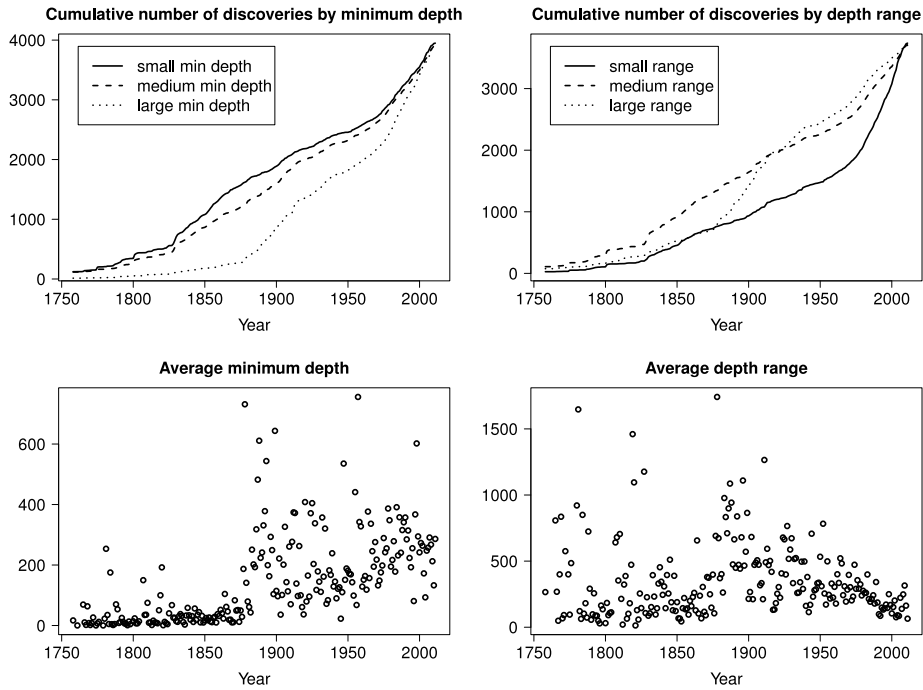 Cumulative number of discoveries by minimum depth
4000
3000
2000
1000
0
small min depth
medium min depth
large min depth
1750 1800 1850 1900 1950 2000
Year
Cumulative number of discoveries by depth range
3000
2000
1000
0
small range
medium range
large range
1750 1800 1850 1900 1950 2000
Year
Average minimum depth
600
400
200
0
1750 1800 1850 1900 1950 2000
Year
Average depth range
1500
1000
500
0
1750 1800 1850 1900 1950 2000
Year